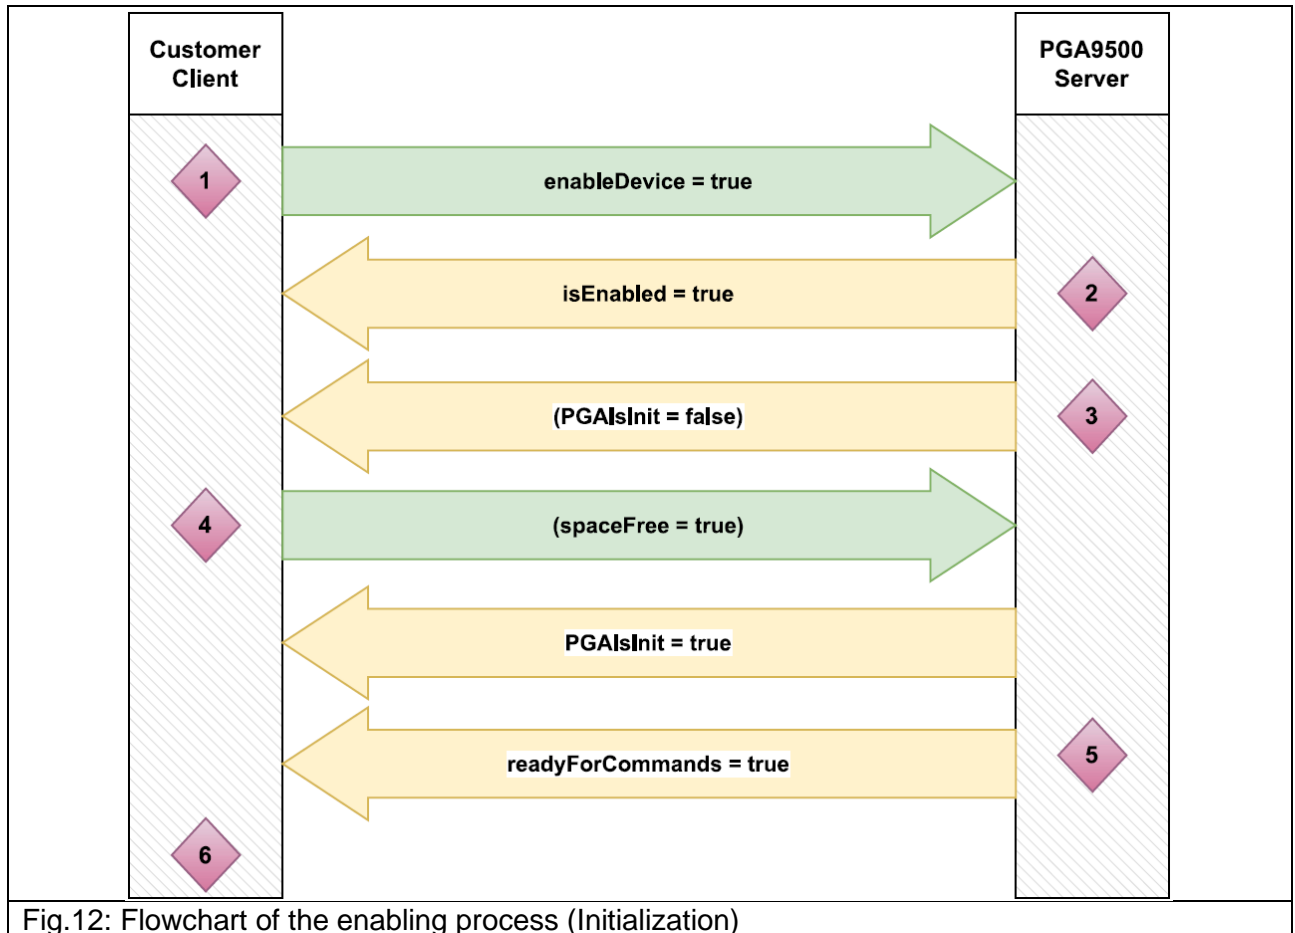 Customer
Client
PGA9500
Server
1
enableDevice = true
isEnabled = true
2
(PGAIsInit = false)
3
4
(spaceFree = true)
PGAIsInit = true
readyForCommands = true
5
6
Fig.12: Flowchart of the enabling process (Initialization)